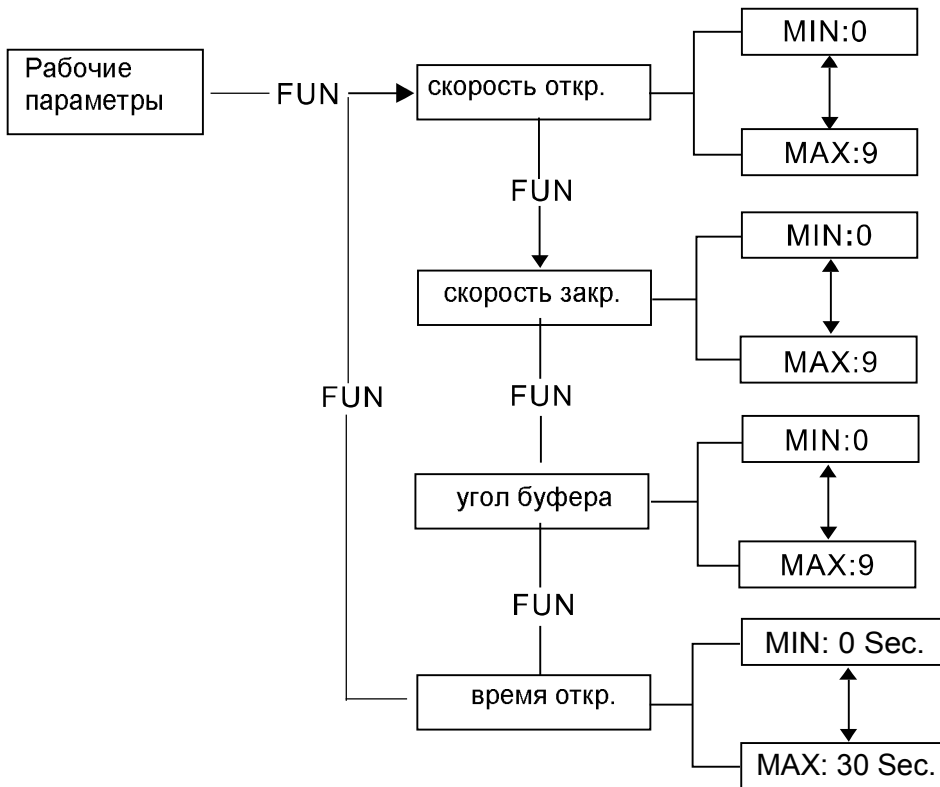 Рабочие
параметры
FUN
скорость откр.
MIN:0
MAX:9
FUN
скорость закр.
MIN:0
MAX:9
FUN
FUN
угол буфера
MIN:0
MAX:9
FUN
время откр.
MIN: 0 Sec.
MAX: 30 Sec.